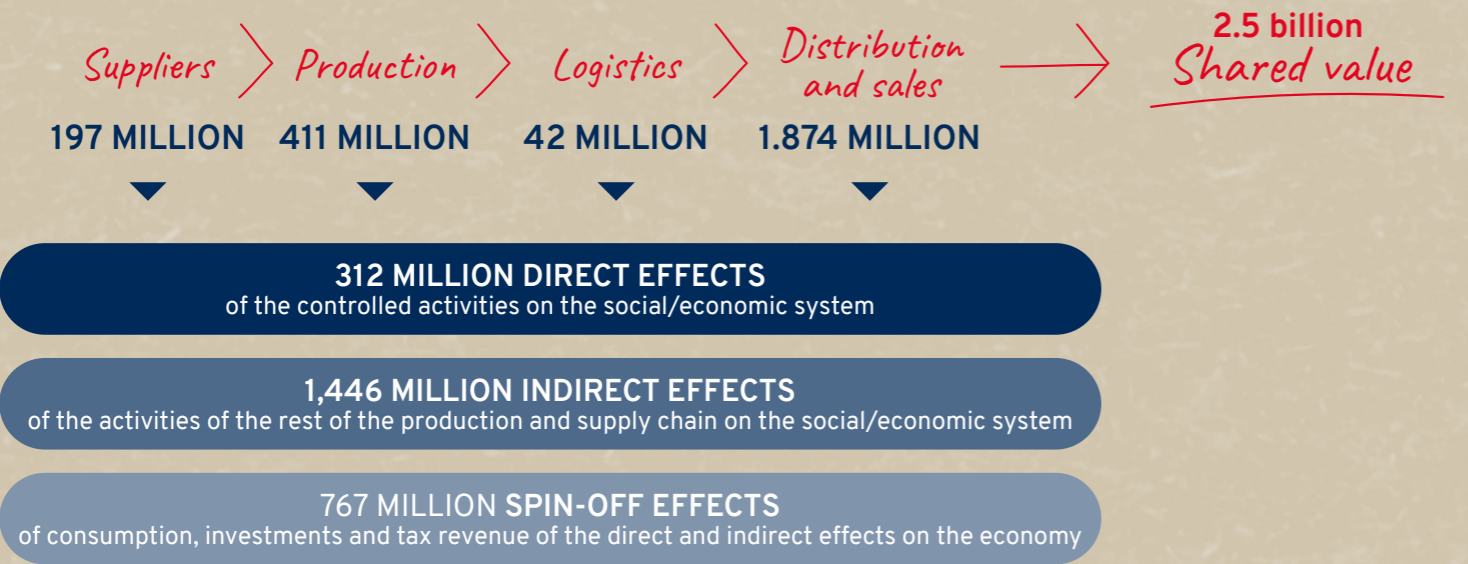 Suppliers
Production
Logistics
Distribution
and sales
2.5 billion
Shared value
197 MILLION
411 MILLION
42 MILLION
1.874 MILLION
312 MILLION DIRECT EFFECTS
of the controlled activities on the social/economic system
1,446 MILLION INDIRECT EFFECTS
of the activities of the rest of the production and supply chain on the social/economic system
767 MILLION SPIN-OFF EFFECTS
of consumption, investments and tax revenue of the direct and indirect effects on the economy